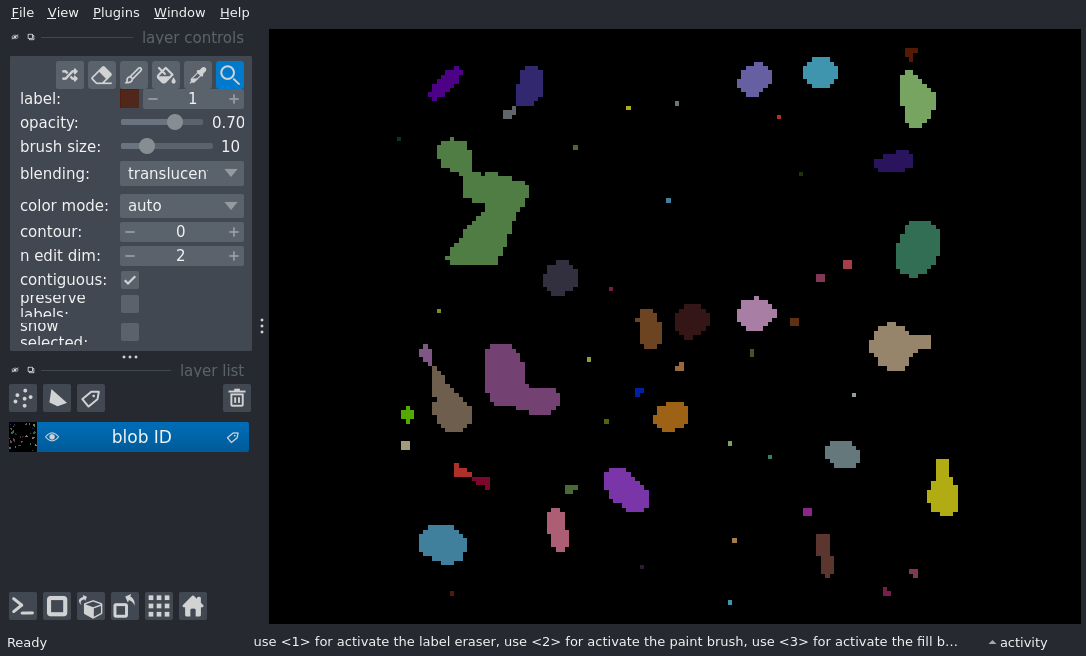 File View Plugins Window Help
layer controls
label: 1
opacity: 0.70
brush size: 10
blending: translucen
color mode: auto
contour: 0
n edit dim: 2
contiguous:
preserve
labels:
show
selected:
layer list
blob ID
Ready use <1> for activate the label eraser, use <2> for activate the paint brush, use <3> for activate the fill b... activity